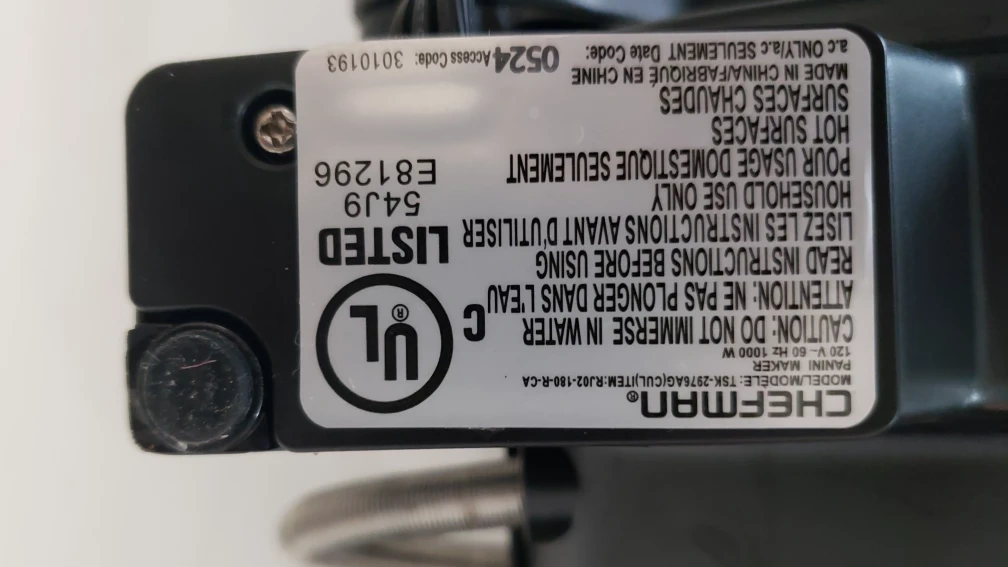 CHEFMAN®
MODEL/MODÈLE: TSK-2976AG(CUL)ITEM:RJ02-180-R-CA
PANINI MAKER
120 V~ 60 Hz 1000 W
CAUTION: DO NOT IMMERSE IN WATER
ATTENTION: NE PAS PLONGER DANS L'EAU
READ INSTRUCTIONS BEFORE USING
LISEZ LES INSTRUCTIONS AVANT D'UTILISER
HOUSEHOLD USE ONLY
POUR USAGE DOMESTIQUE SEULEMENT
HOT SURFACES
SURFACES CHAUDES
MADE IN CHINA/FABRIQUÉ EN CHINE
a.c ONLY/a.c SEULEMENT Date Code: 0524 Access Code: 3010193
C UL®
LISTED
54J9
E81296